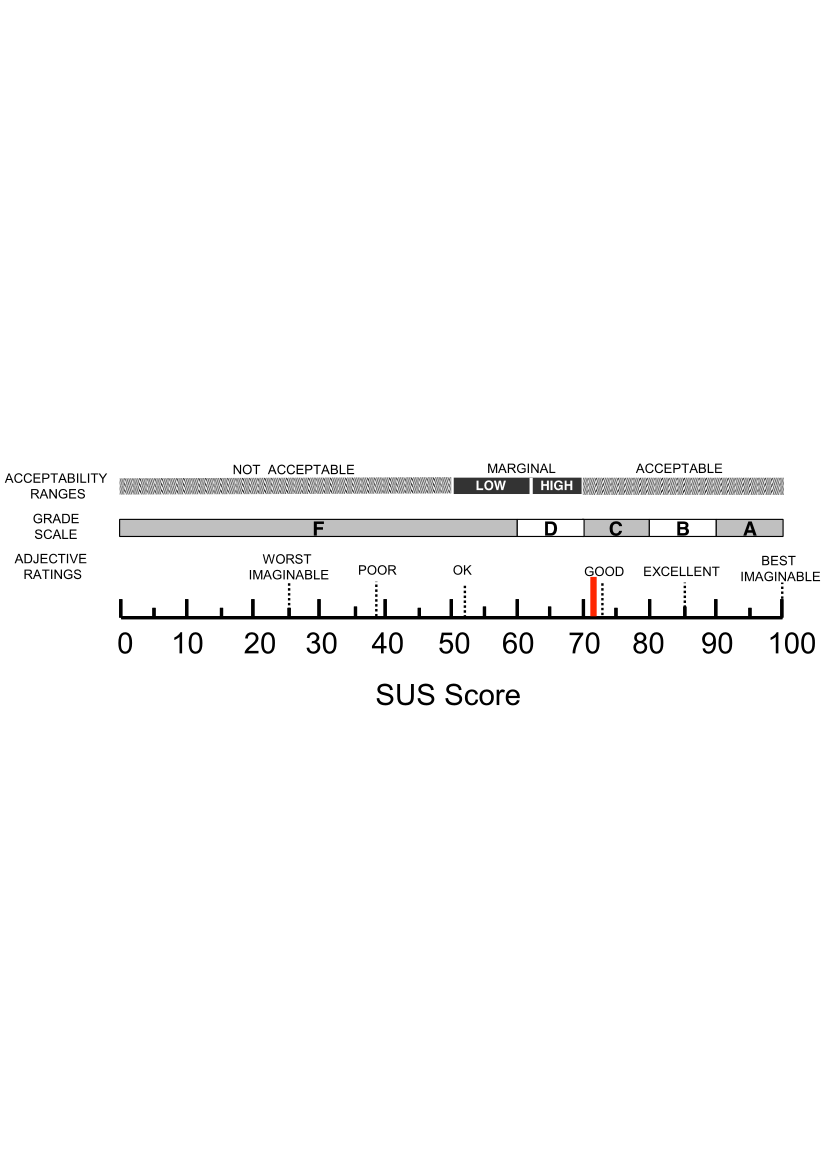 NOT ACCEPTABLE MARGINAL ACCEPTABLE
ACCEPTABILITY
RANGES
LOW HIGH
GRADE
SCALE
F D C B A
ADJECTIVE
RATINGS
WORST
IMAGINABLE
POOR
OK
GOOD
EXCELLENT
BEST
IMAGINABLE
0 10 20 30 40 50 60 70 80 90 100
SUS Score